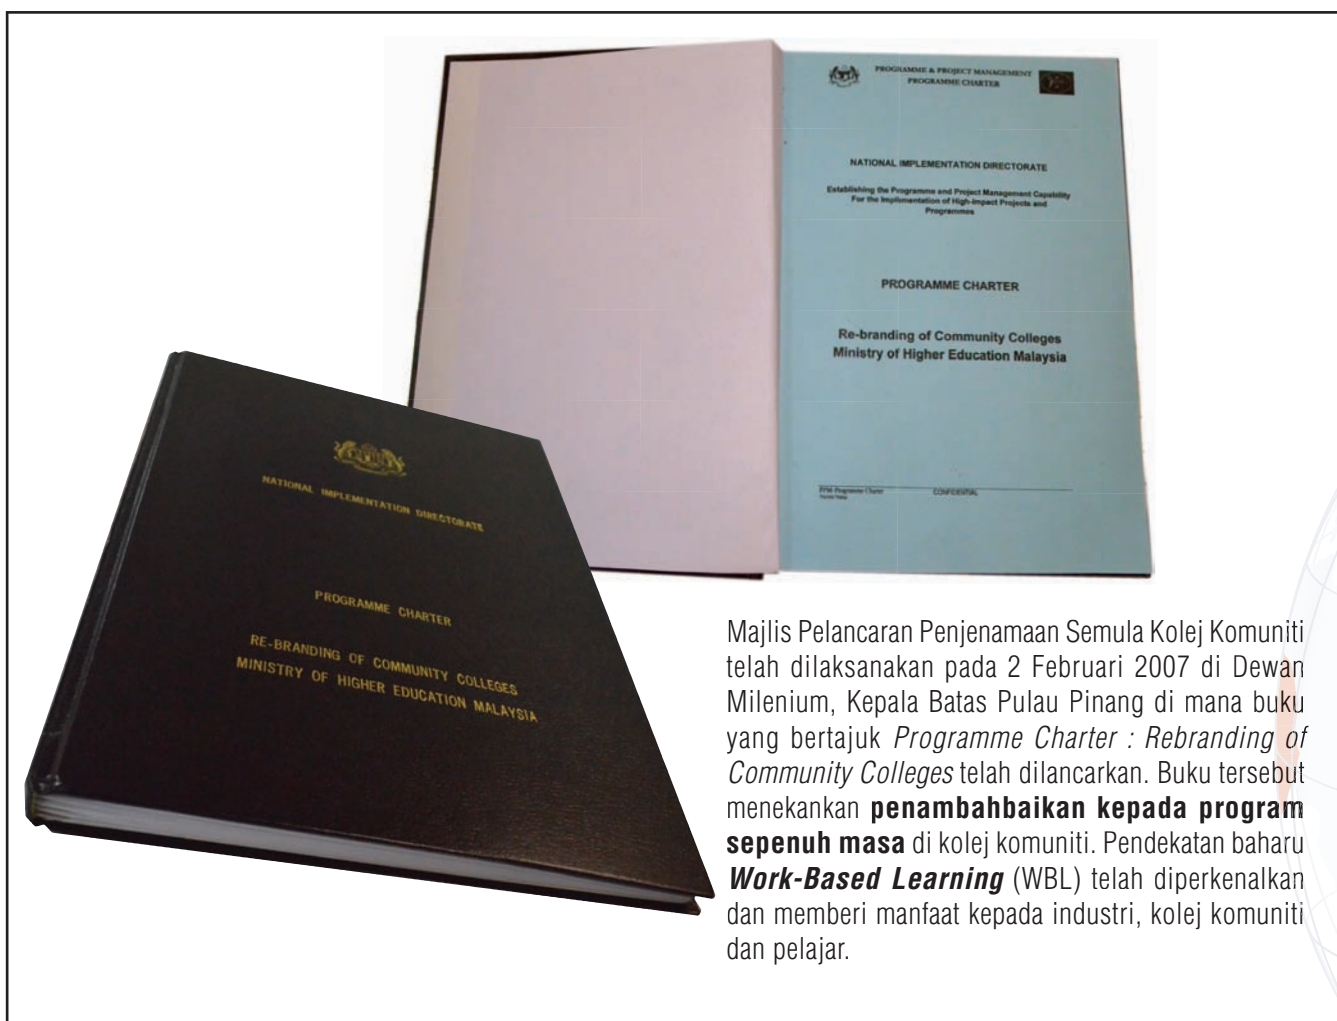 PROGRAMME & PROJECT MANAGEMENT
PROGRAMME CHARTER
NATIONAL IMPLEMENTATION DIRECTORATE
Establishing the Programme and Project Management Capability
For the Implementation of High-Impact Projects and
Programmes
PROGRAMME CHARTER
Re-branding of Community Colleges
Ministry of Higher Education Malaysia
PPM-Programme Charter CONFIDENTIAL
NATIONAL IMPLEMENTATION DIRECTORATE
PROGRAMME CHARTER
RE-BRANDING OF COMMUNITY COLLEGES
MINISTRY OF HIGHER EDUCATION MALAYSIA
Majlis Pelancaran Penjenamaan Semula Kolej Komuniti
telah dilaksanakan pada 2 Februari 2007 di Dewan
Milenium, Kepala Batas Pulau Pinang di mana buku
yang bertajuk Programme Charter : Rebranding of
Community Colleges telah dilancarkan. Buku tersebut
menekankan penambahbaikan kepada program
sepenuh masa di kolej komuniti. Pendekatan baharu
Work-Based Learning (WBL) telah diperkenalkan
dan memberi manfaat kepada industri, kolej komuniti
dan pelajar.